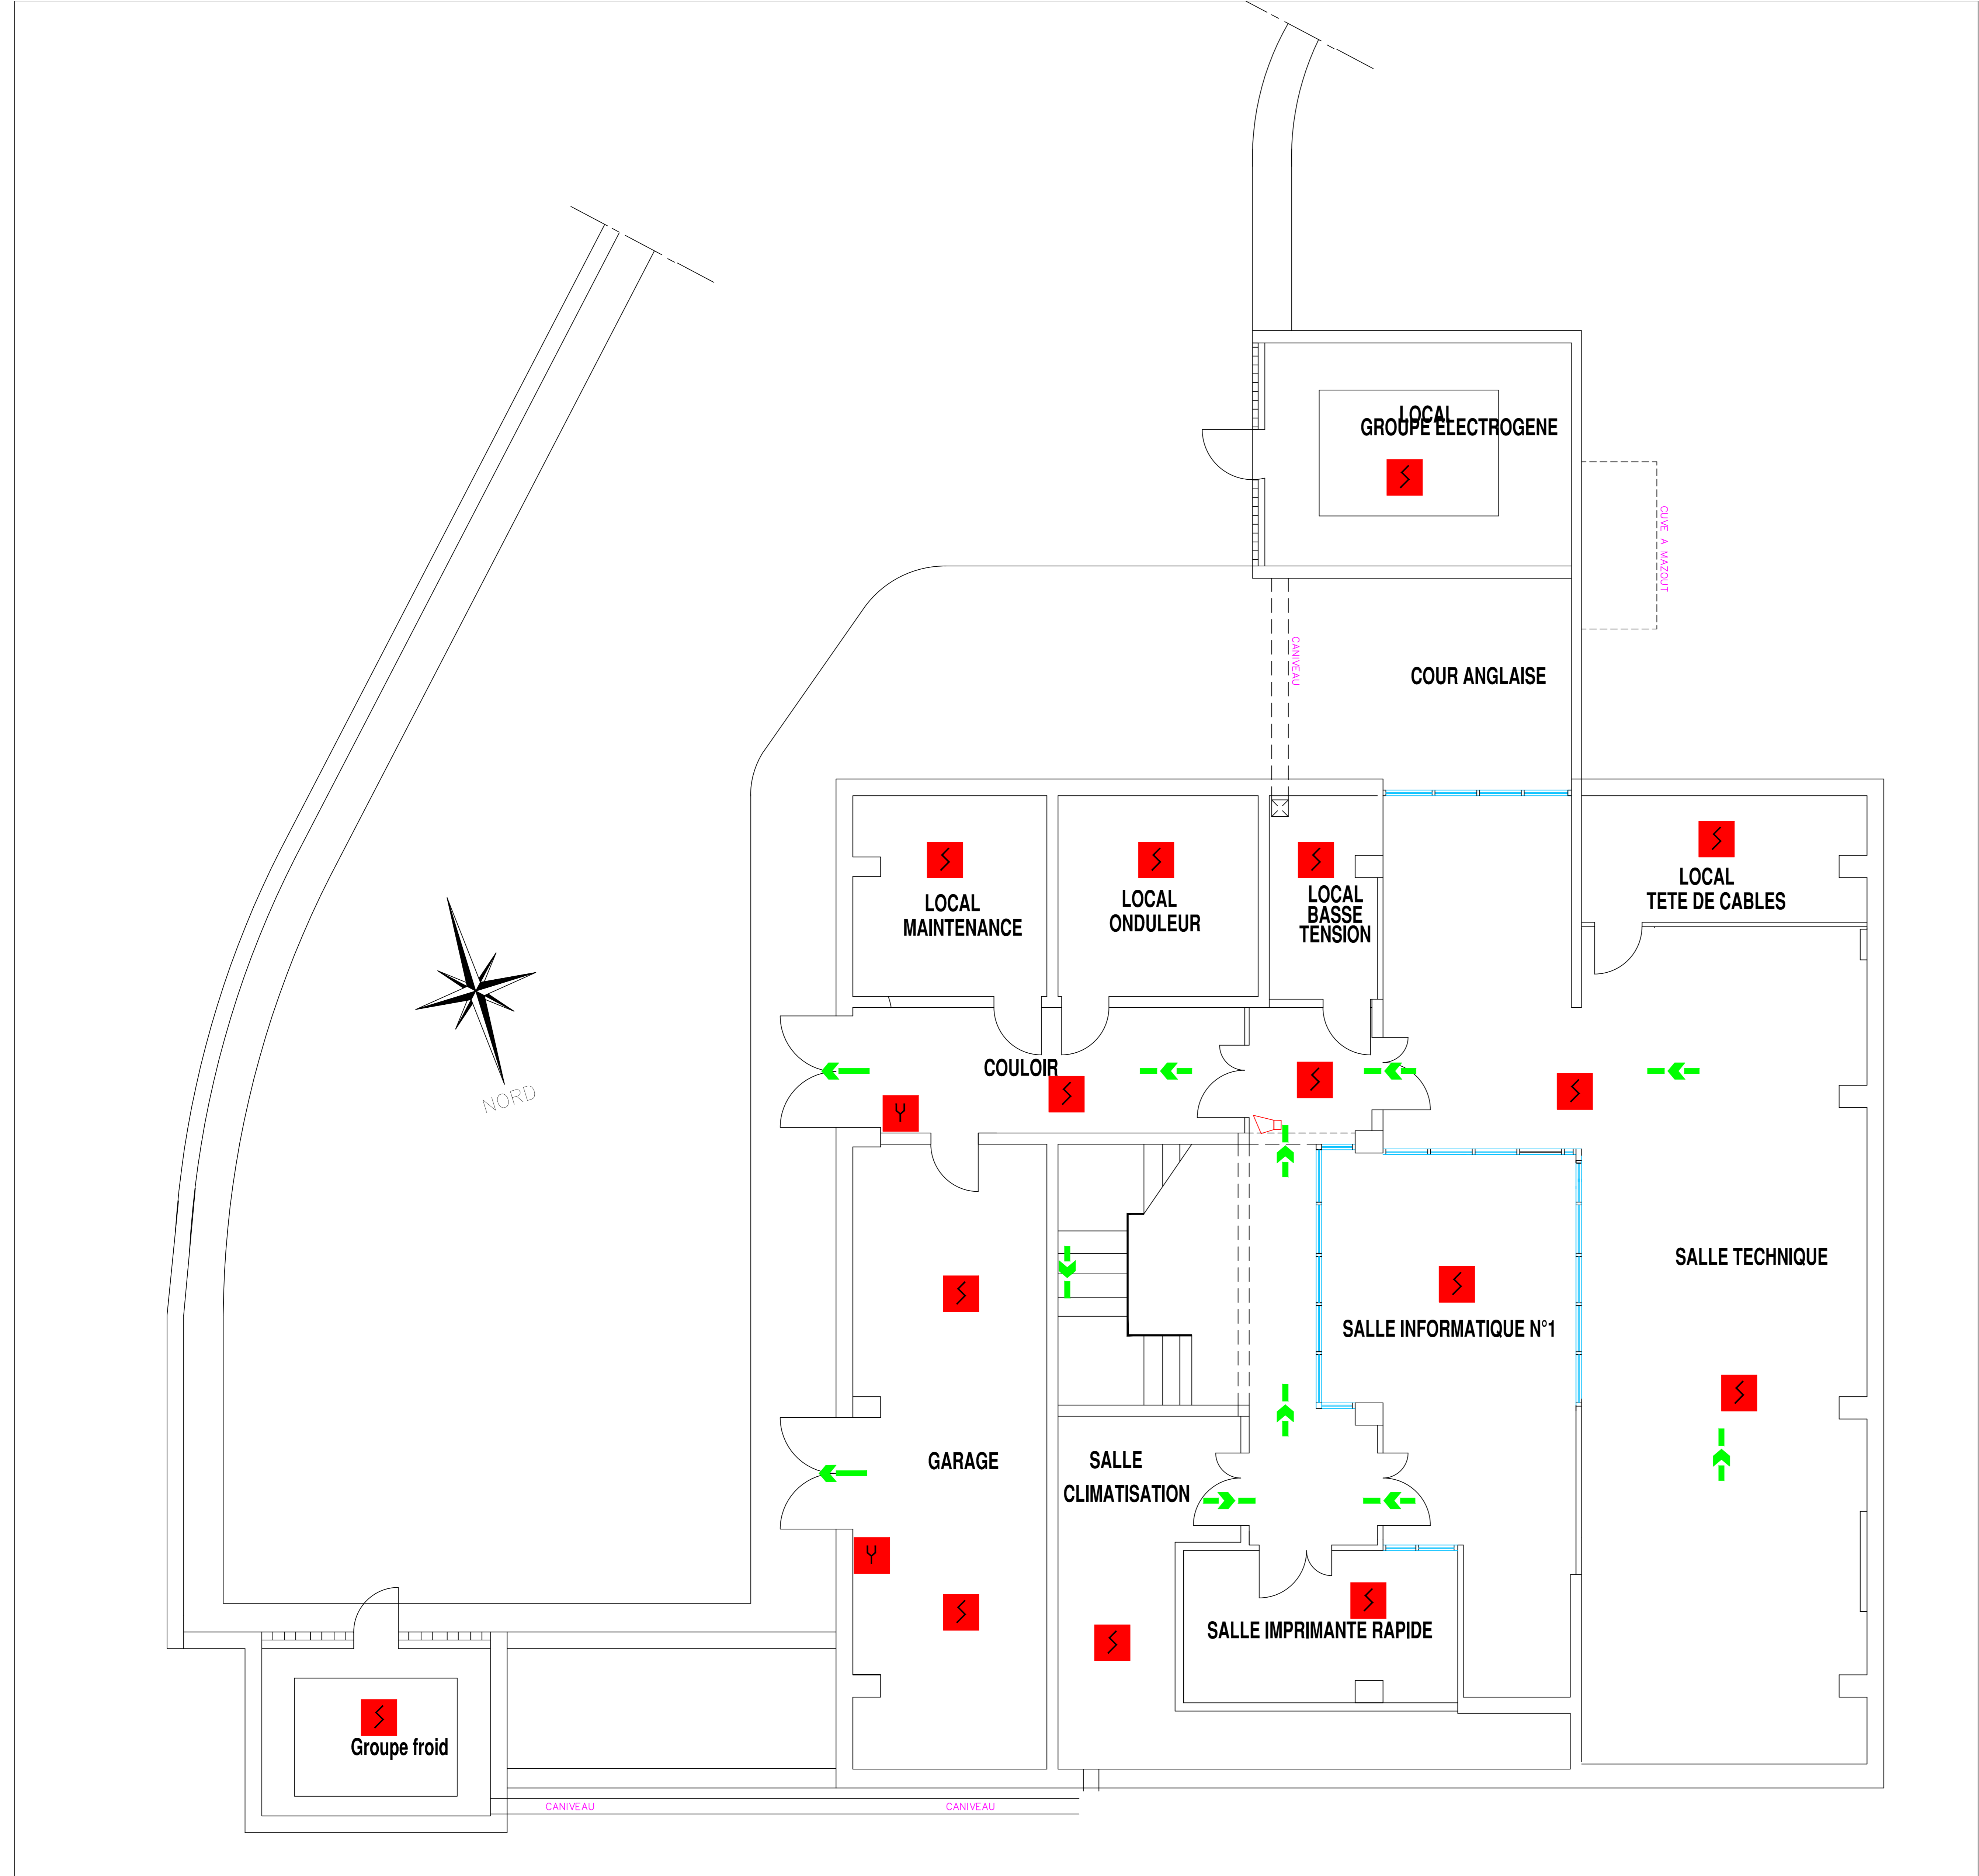 LOCAL
GROUPE ELECTROGENE
CUVE A MAZOUT
CANIVEAU
COUR ANGLAISE
LOCAL
MAINTENANCE
LOCAL
ONDULEUR
LOCAL
BASSE
TENSION
LOCAL
TETE DE CABLES
NORD
COULOIR
SALLE TECHNIQUE
SALLE INFORMATIQUE N°1
GARAGE
SALLE
CLIMATISATION
SALLE IMPRIMANTE RAPIDE
Groupe froid
CANIVEAU
CANIVEAU